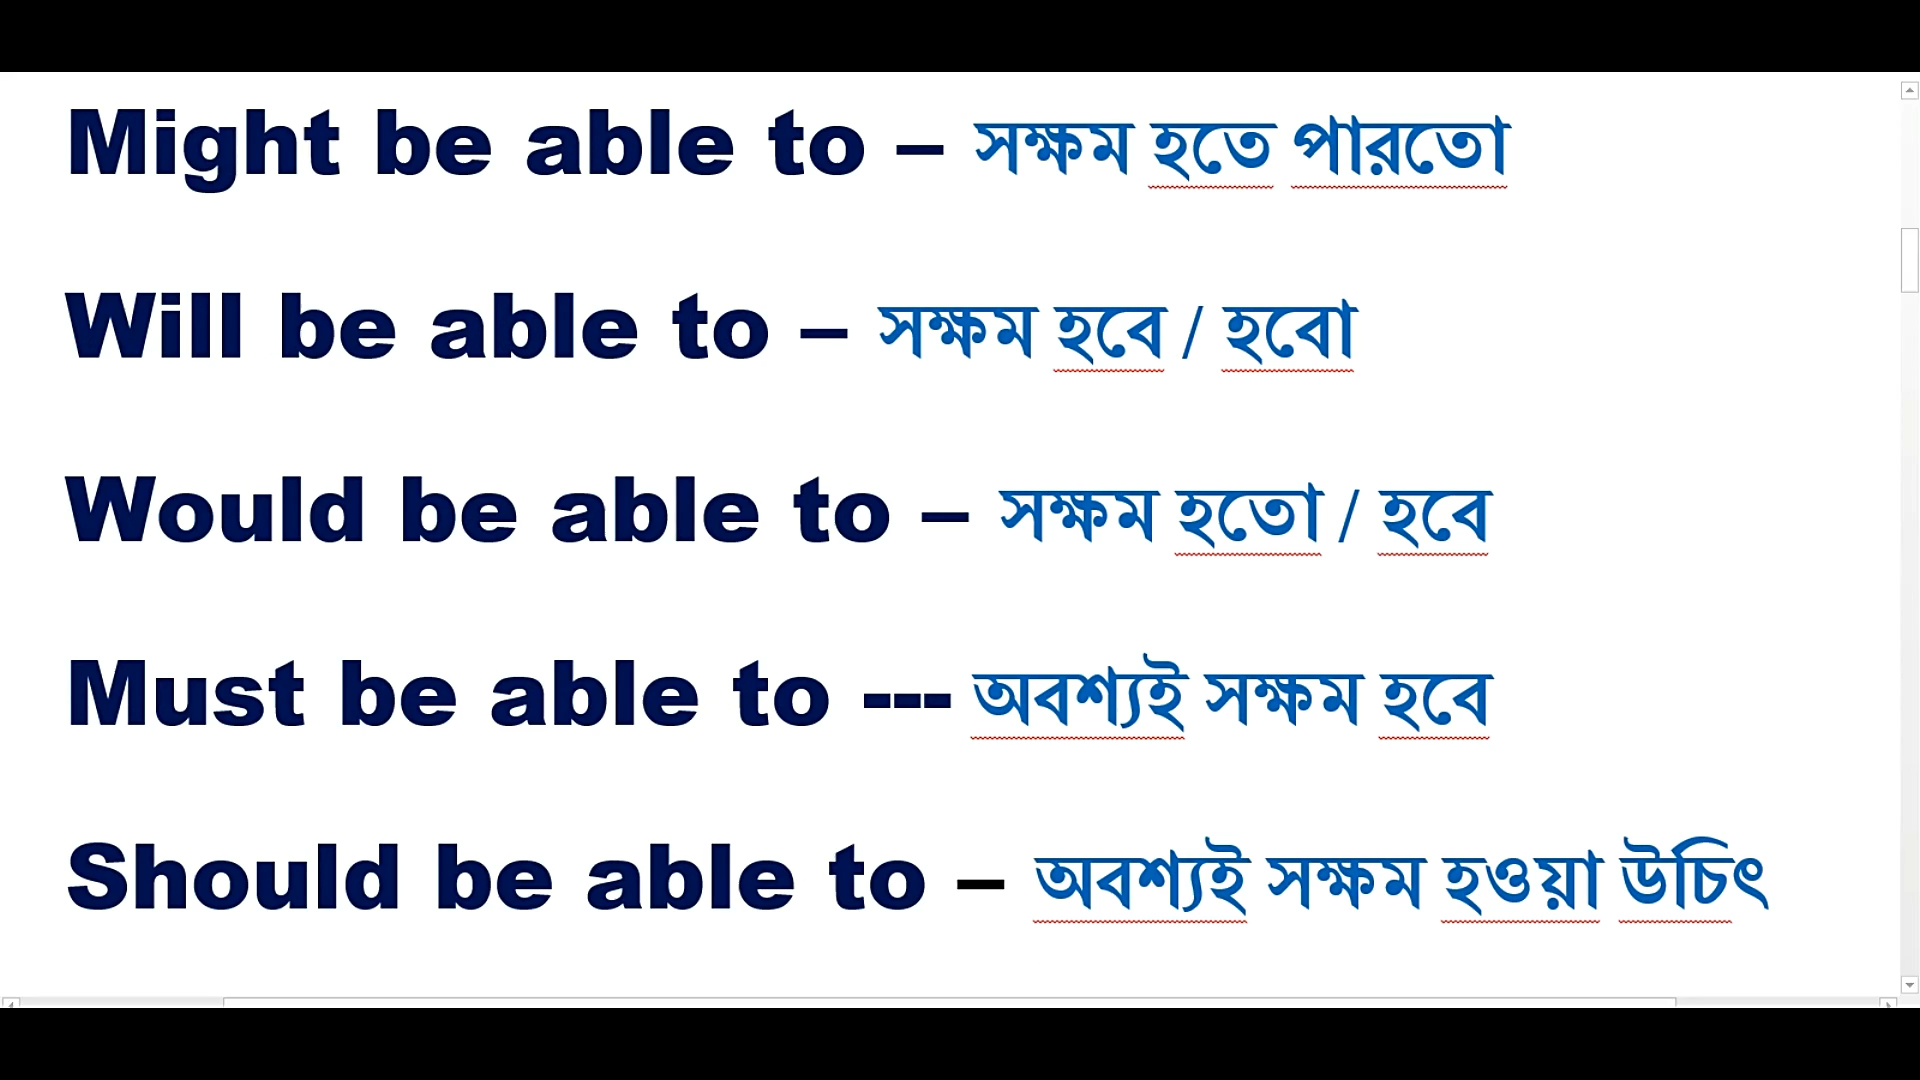 Might be able to – সক্ষম হতে পারতো
Will be able to – সক্ষম হবে / হবো
Would be able to – সক্ষম হতো / হবে
Must be able to --- অবশ্যই সক্ষম হবে
Should be able to – অবশ্যই সক্ষম হওয়া উচিৎ